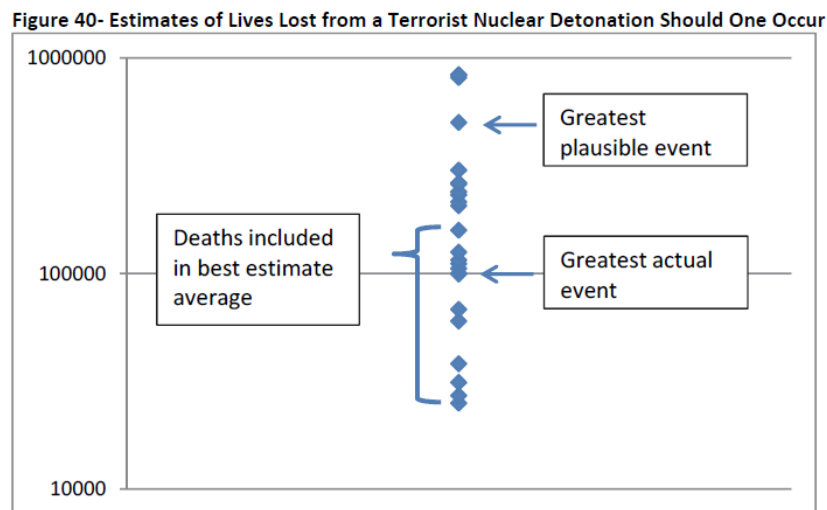 Figure 40- Estimates of Lives Lost from a Terrorist Nuclear Detonation Should One Occur
1000000
Greatest
plausible event
Deaths included
in best estimate
average
100000
Greatest actual
event
10000